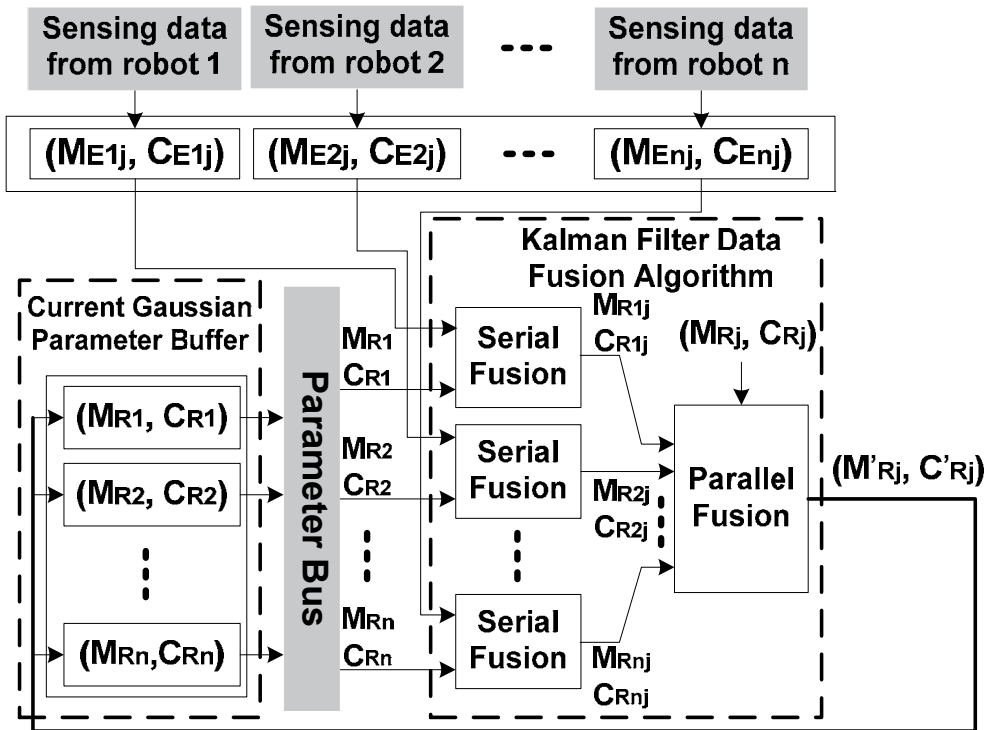 Sensing data
from robot 1
Sensing data
from robot 2
Sensing data
from robot n
(ME1j, CE1j)
(ME2j, CE2j)
(MEnj, CEnj)
Kalman Filter Data
Fusion Algorithm
Current Gaussian
Parameter Buffer
(MR1, CR1)
(MR2, CR2)
(MRn,CRn)
Parameter Bus
MR1
CR1
MR2
CR2
MRn
CRn
Serial
Fusion
Serial
Fusion
Serial
Fusion
MR1j
CR1j
MR2j
CR2j
MRnj
CRnj
(MRj, CRj)
Parallel
Fusion
(M'Rj, C'Rj)